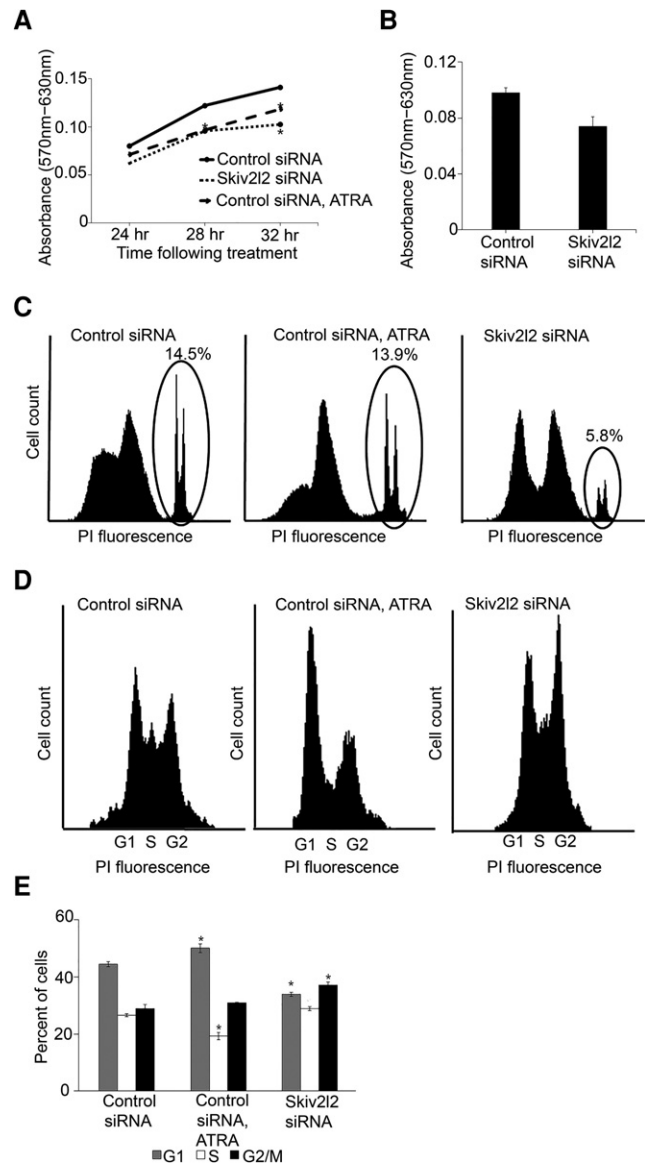 A
Absorbance (570nm−630nm)
0.15
0.10
0.05
0
Control siRNA
Skiv2l2 siRNA
Control siRNA, ATRA
24 hr
28 hr
32 hr
Time following treatment
*
*
*
B
Absorbance (570nm−630nm)
0.12
0.08
0.04
0
Control
siRNA
Skiv2l2
siRNA
C
Control siRNA
14.5%
Control siRNA, ATRA
13.9%
Skiv2l2 siRNA
5.8%
Cell count
PI fluorescence
PI fluorescence
PI fluorescence
D
Control siRNA
Control siRNA, ATRA
Skiv2l2 siRNA
Cell count
Cell count
Cell count
G1 S G2
G1 S G2
G1 S G2
PI fluorescence
PI fluorescence
PI fluorescence
E
Percent of cells
60
40
20
0
*
*
*
*
Control
siRNA
Control
siRNA,
ATRA
Skiv2l2
siRNA
G1 S G2/M